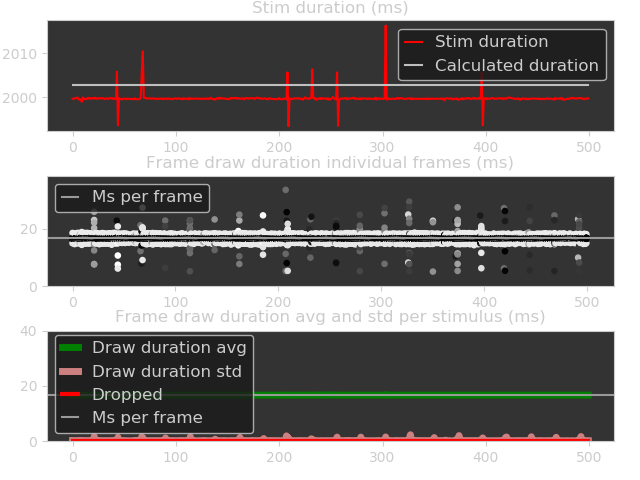 Stim duration (ms)
2010
2000
Stim duration
Calculated duration
0 100 200 300 400 500
Frame draw duration individual frames (ms)
20
0
Ms per frame
0 100 200 300 400 500
Frame draw duration avg and std per stimulus (ms)
40
20
0
Draw duration avg
Draw duration std
Dropped
Ms per frame
0 100 200 300 400 500